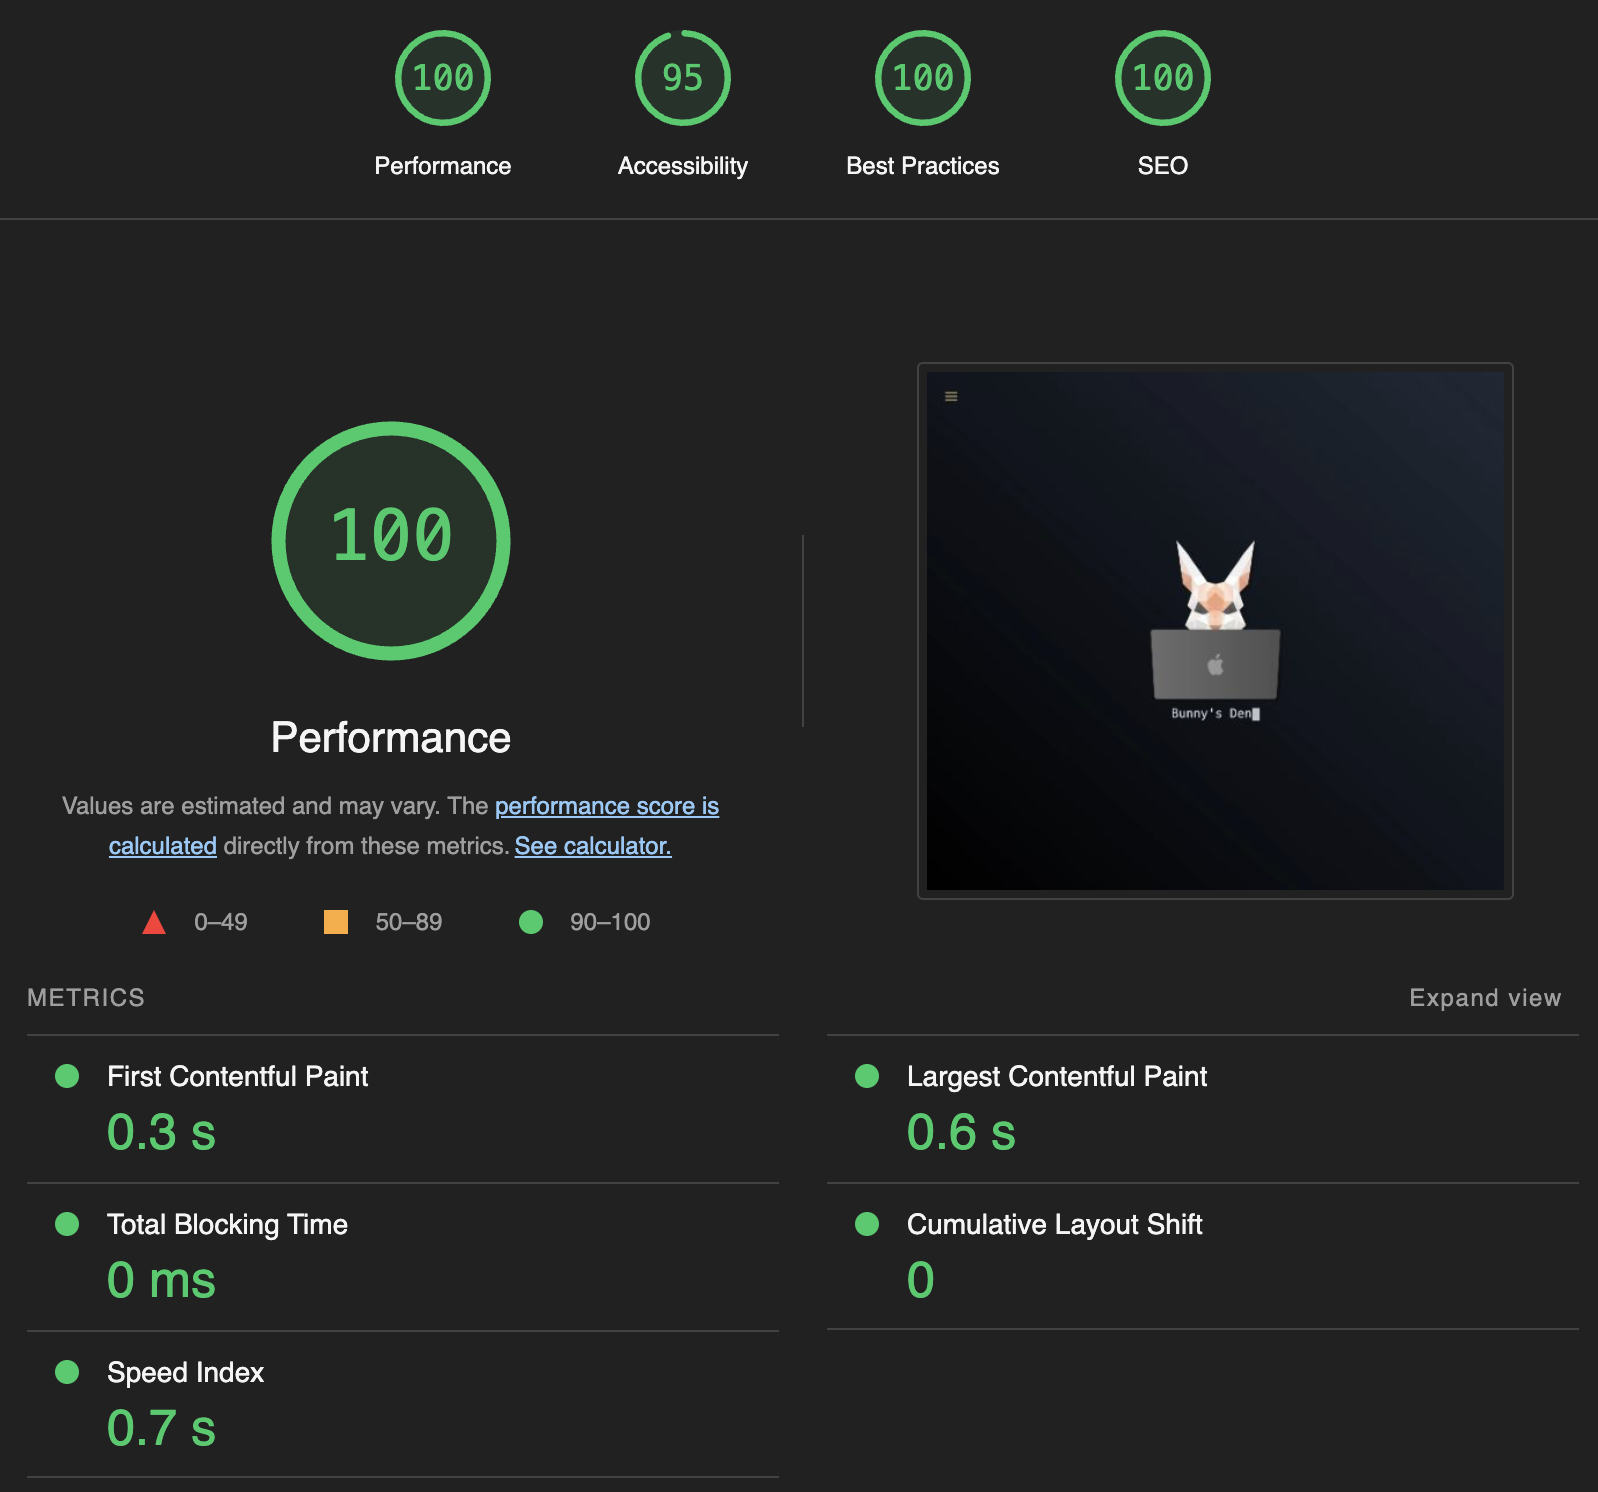 100
95
100
100
Performance
Accessibility
Best Practices
SEO
100
Performance
Values are estimated and may vary. The performance score is
calculated directly from these metrics. See calculator.
0–49
50–89
90–100
Bunny's Den
METRICS
Expand view
First Contentful Paint
0.3 s
Largest Contentful Paint
0.6 s
Total Blocking Time
0 ms
Cumulative Layout Shift
0
Speed Index
0.7 s